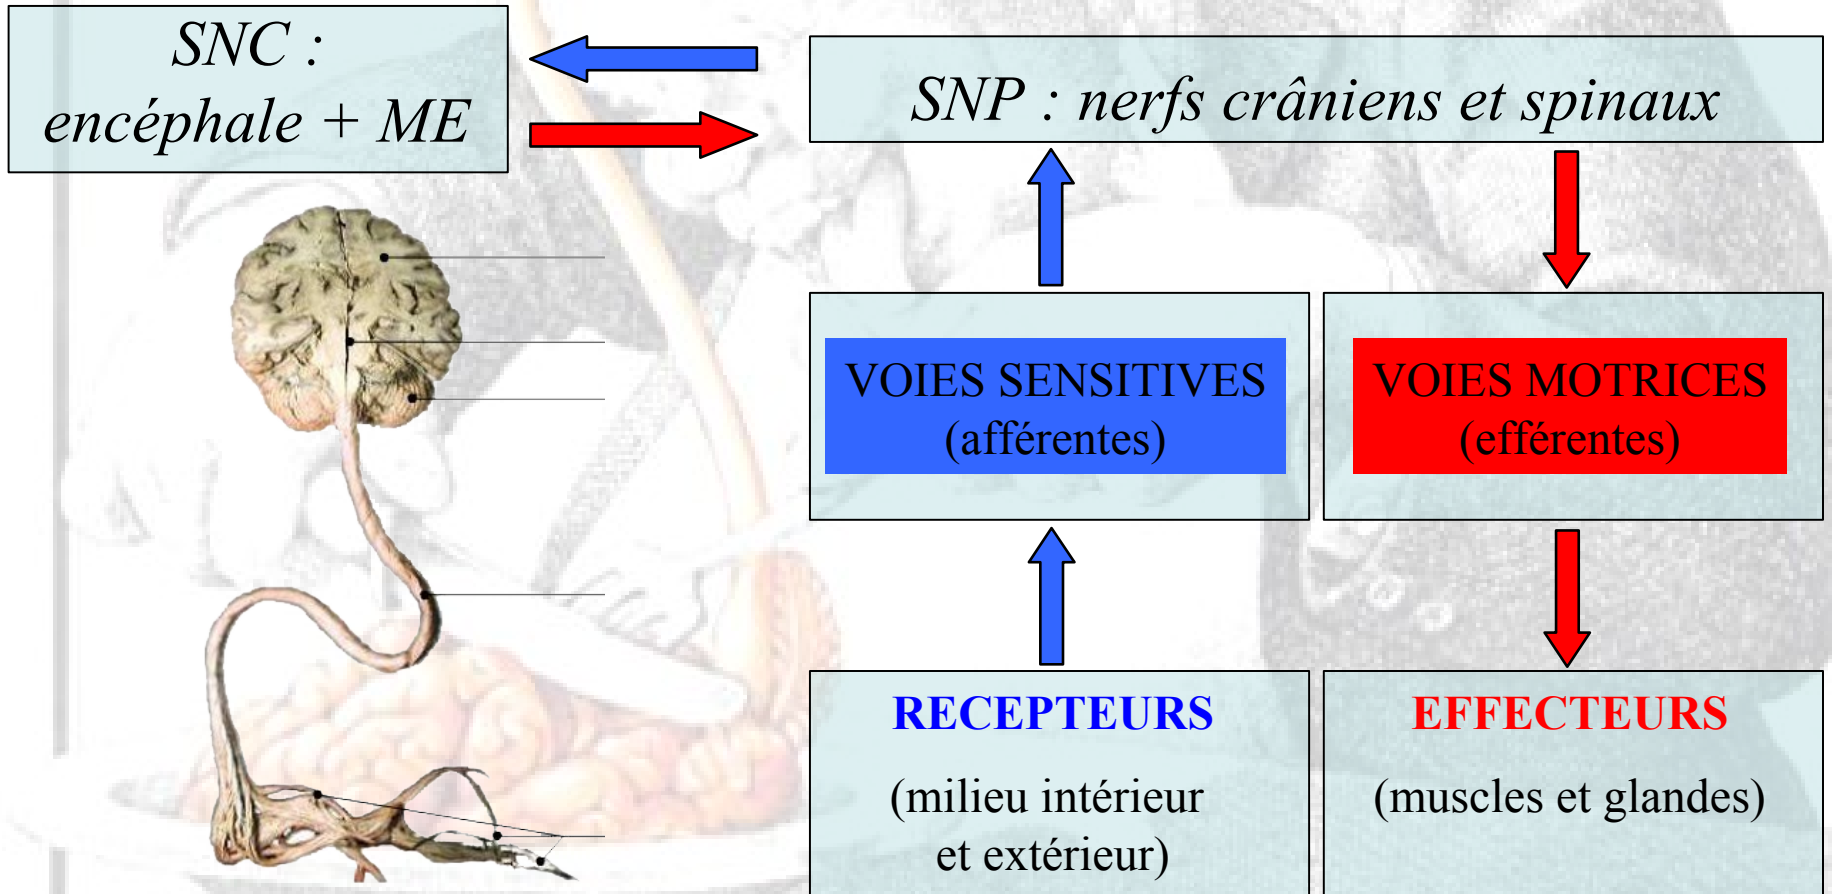 SNC :
encéphale + ME
SNP : nerfs crâniens et spinaux
VOIES SENSITIVES
(afférentes)
VOIES MOTRICES
(efférentes)
RECEPTEURS
(milieu intérieur
et extérieur)
EFFECTEURS
(muscles et glandes)